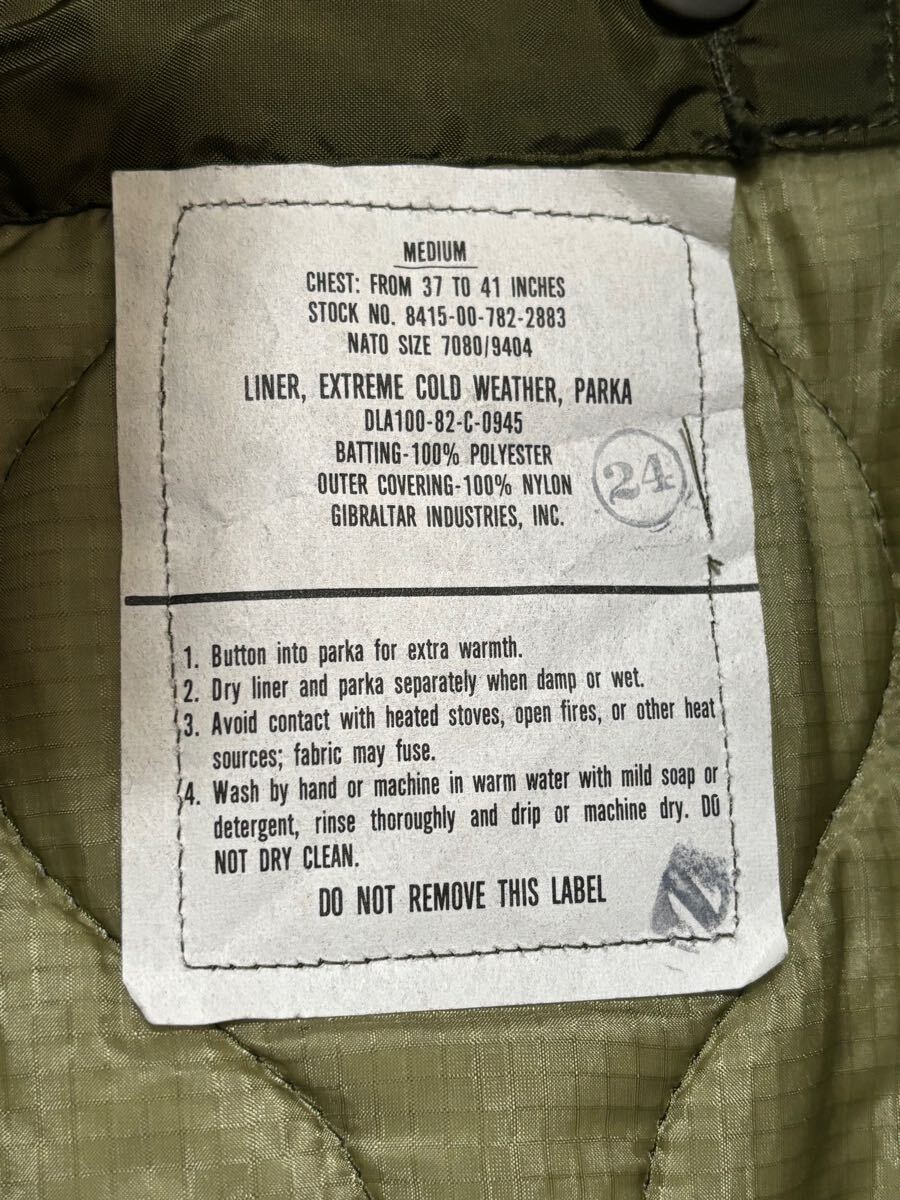 MEDIUM
CHEST: FROM 37 TO 41 INCHES
STOCK NO. 8415-00-782-2883
NATO SIZE 7080/9404
LINER, EXTREME COLD WEATHER, PARKA
DLA100-82-C-0945
BATTING-100% POLYESTER
OUTER COVERING-100% NYLON
GIBRALTAR INDUSTRIES, INC.
24
1. Button into parka for extra warmth.
2. Dry liner and parka separately when damp or wet.
3. Avoid contact with heated stoves, open fires, or other heat
sources; fabric may fuse.
4. Wash by hand or machine in warm water with mild soap or
detergent, rinse thoroughly and drip or machine dry. DO
NOT DRY CLEAN.
DO NOT REMOVE THIS LABEL